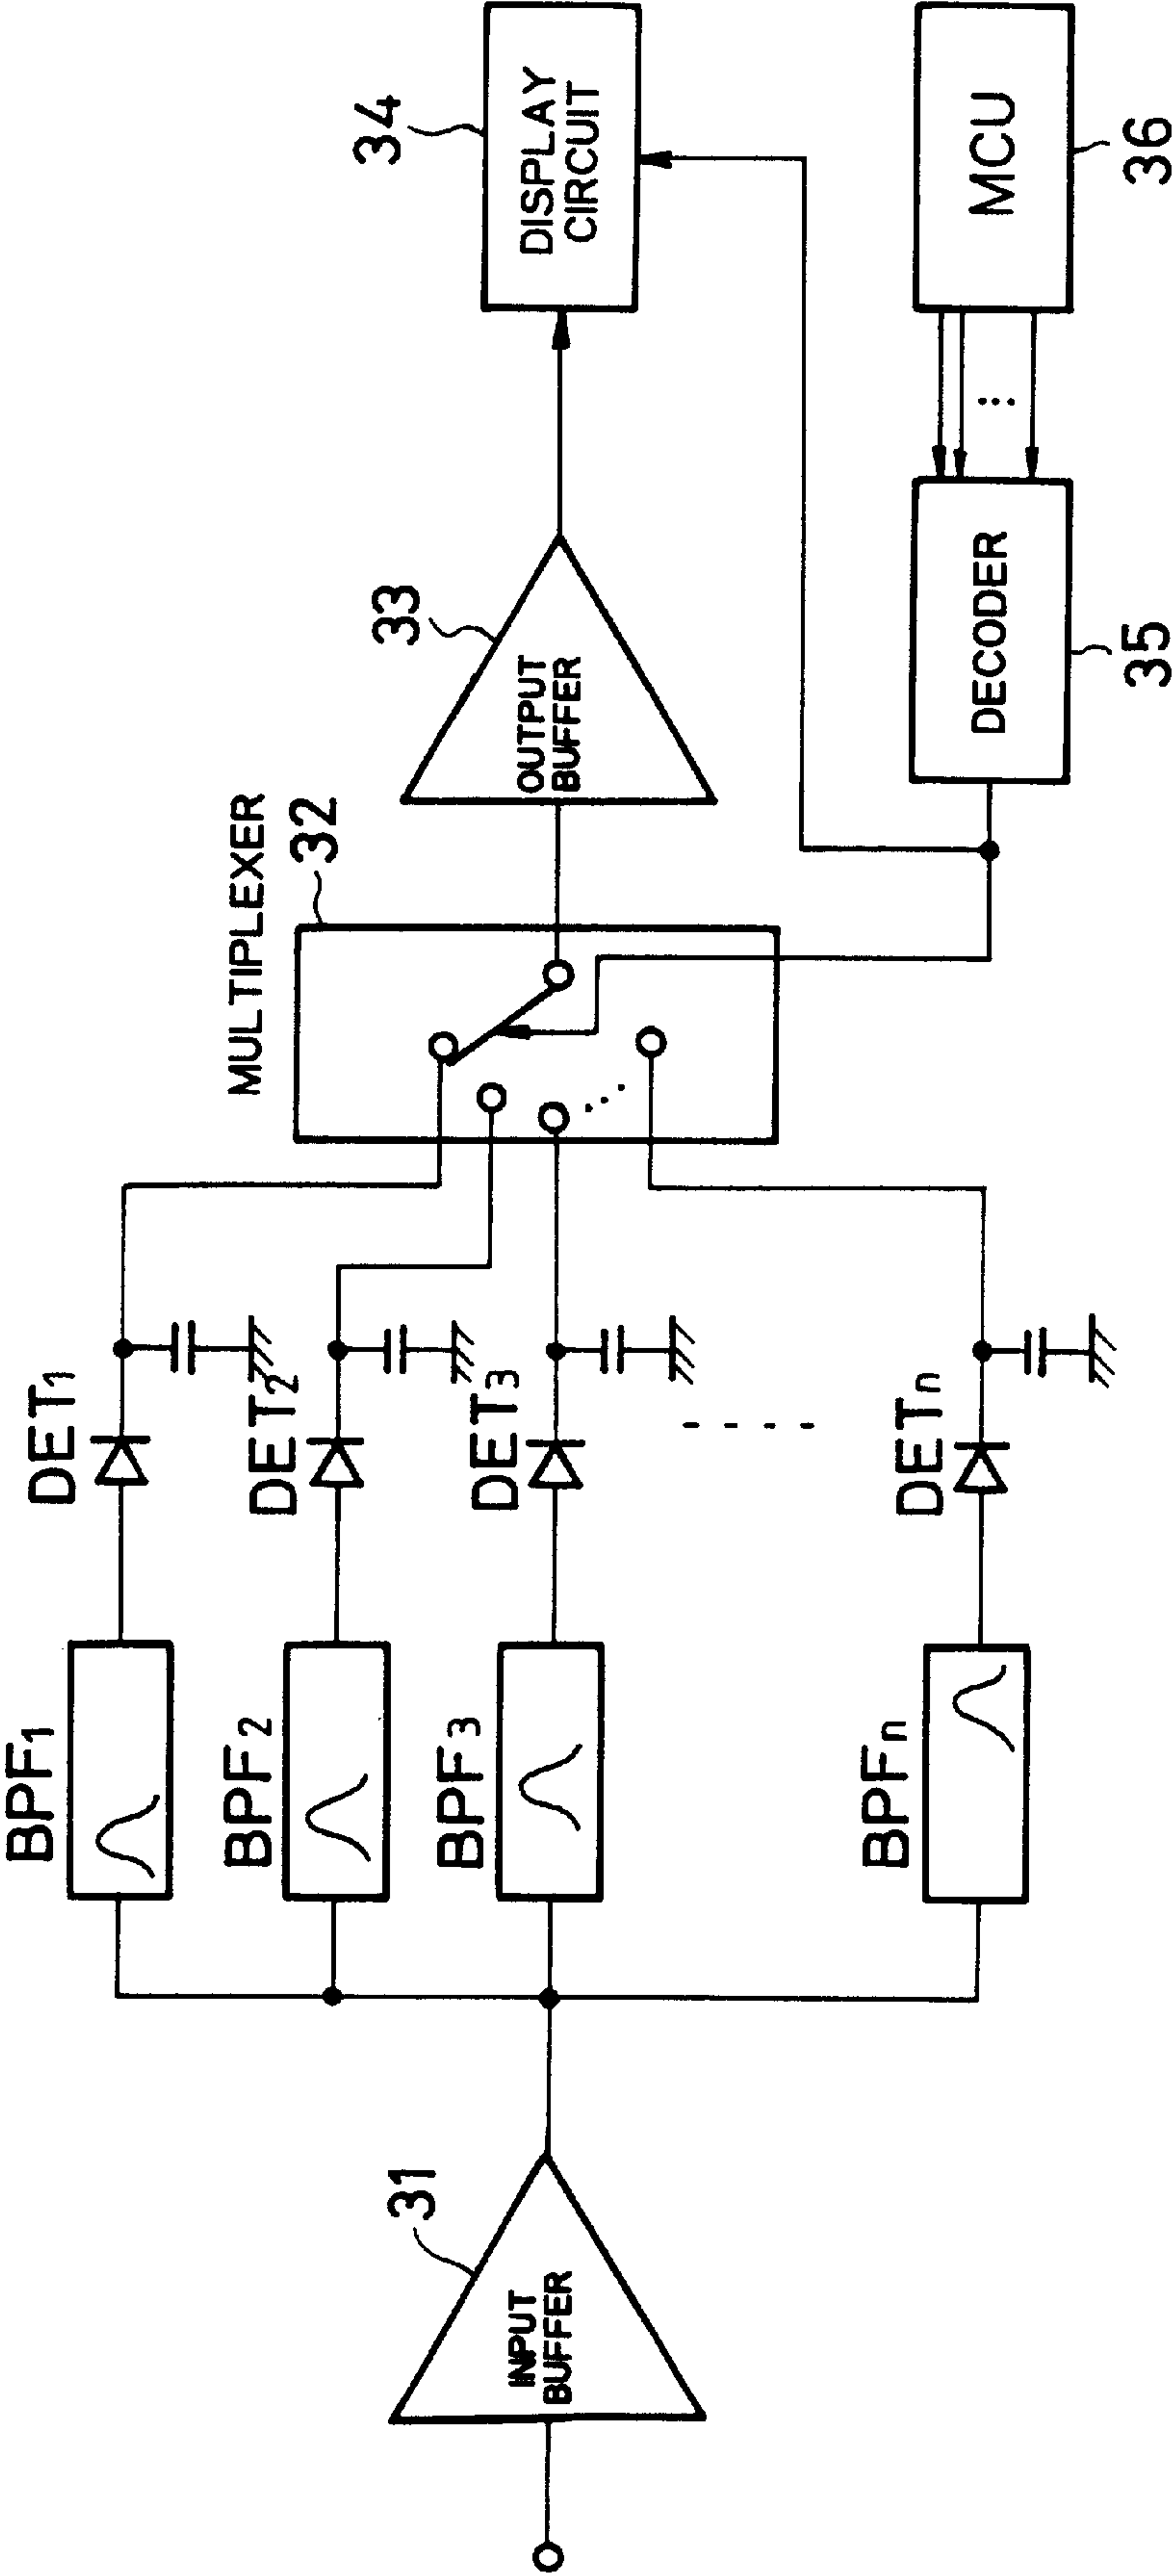 BPF1
DET1
BPF2
DET2
BPF3
DET3
BPFn
DETn
31
INPUT
BUFFER
MULTIPLEXER
32
33
OUTPUT
BUFFER
34
DISPLAY
CIRCUIT
DECODER
35
MCU
36